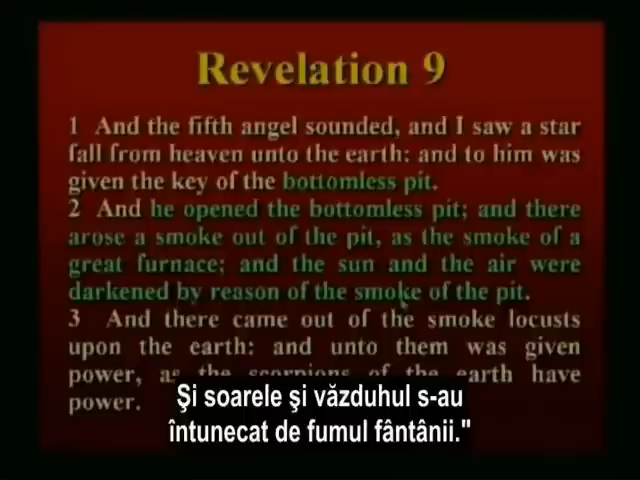 Revelation 9
1 And the fifth angel sounded, and I saw a star
fall from heaven unto the earth: and to him was
given the key of the bottomless pit.
2 And he opened the bottomless pit; and there
arose a smoke out of the pit, as the smoke of a
great furnace; and the sun and the air were
darkened by reason of the smoke of the pit.
3 And there came out of the smoke locusts
upon the earth: and unto them was given
power, as the scorpions of the earth have
power.
Şi soarele şi văzduhul s-au
întunecat de fumul fântânii."